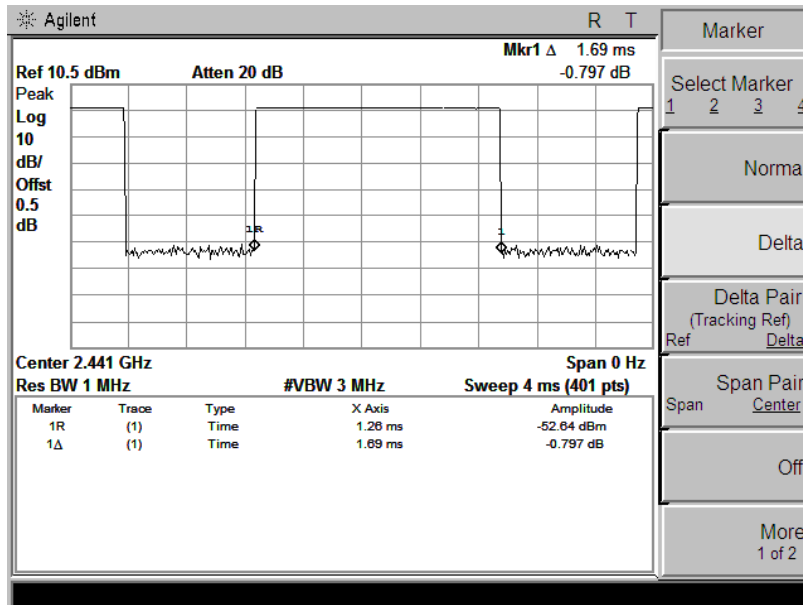 Agilent R T
Mkr1 Δ 1.69 ms
Ref 10.5 dBm Atten 20 dB -0.797 dB
Peak
Log
10
dB/
Offst
0.5
dB
1R
1
Center 2.441 GHz Span 0 Hz
Res BW 1 MHz #VBW 3 MHz Sweep 4 ms (401 pts)
Marker Trace Type X Axis Amplitude
1R (1) Time 1.26 ms -52.64 dBm
1Δ (1) Time 1.69 ms -0.797 dB
Marker
Select Marker
1 2 3 4
Norma
Delta
Delta Pair
(Tracking Ref)
Ref Delta
Span Pair
Span Center
Off
More
1 of 2